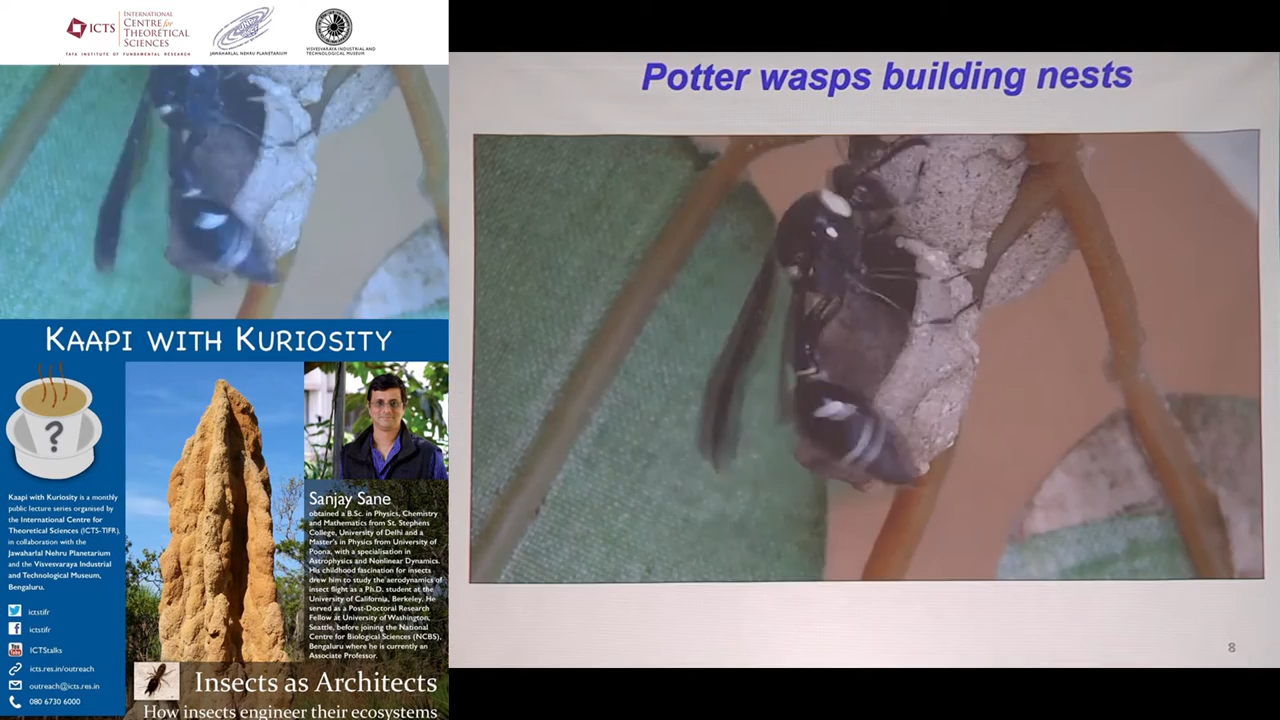 ICTS
INTERNATIONAL
CENTRE for
THEORETICAL
SCIENCES
TATA INSTITUTE OF FUNDAMENTAL RESEARCH
JAWAHARLAL NEHRU PLANETARIUM
VISVESVARAYA INDUSTRIAL AND
TECHNOLOGICAL MUSEUM
Potter wasps building nests
8
KAAPI WITH KURIOSITY
?
Kaapi with Kuriosity is a monthly
public lecture series organised by
the International Centre for
Theoretical Sciences (ICTS-TIFR),
in collaboration with the
Jawaharlal Nehru Planetarium
and the Visvesvaraya Industrial
and Technological Museum,
Bengaluru.
ictstifr
ictstifr
You
Tube
ICTStalks
icts.res.in/outreach
outreach@icts.res.in
080 6730 6000
Sanjay Sane
obtained a B.Sc. in Physics, Chemistry
and Mathematics from St. Stephens
College, University of Delhi and a
Master's in Physics from University of
Poona, with a specialisation in
Astrophysics and Nonlinear Dynamics.
His childhood fascination for insects
drew him to study the aerodynamics of
insect flight as a Ph.D. student at the
University of California, Berkeley. He
served as a Post-Doctoral Research
Fellow at University of Washington,
Seattle, before joining the National
Centre for Biological Sciences (NCBS),
Bengaluru where he is currently an
Associate Professor.
Insects as Architects
How insects engineer their ecosystems